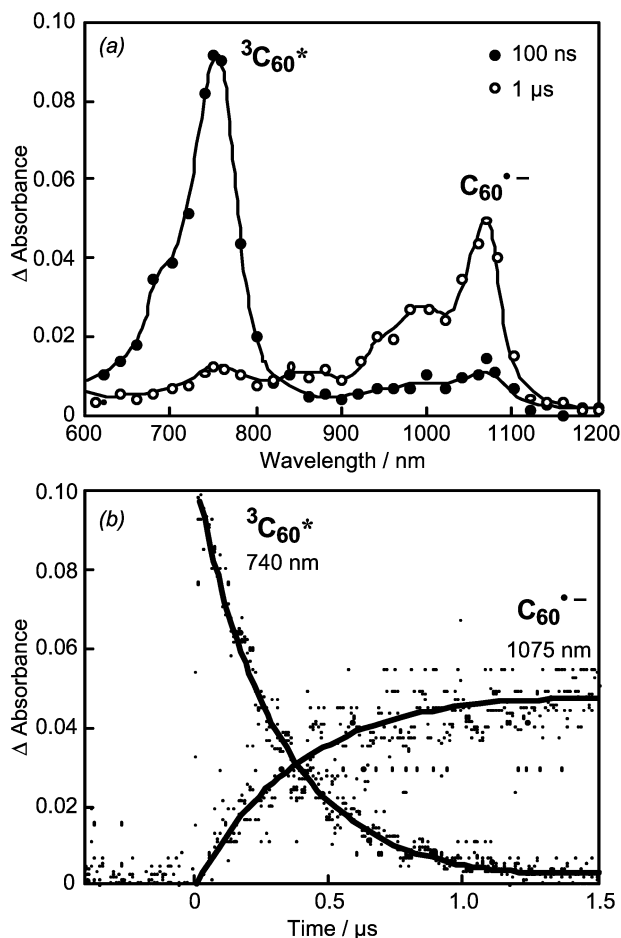 (a)
³C₆₀*
100 ns
1 μs
C₆₀•−
0.10
0.08
0.06
0.04
0.02
0
Δ Absorbance
600 700 800 900 1000 1100 1200
Wavelength / nm
(b)
³C₆₀*
740 nm
C₆₀•−
1075 nm
0.10
0.08
0.06
0.04
0.02
0
Δ Absorbance
0 0.5 1.0 1.5
Time / μs